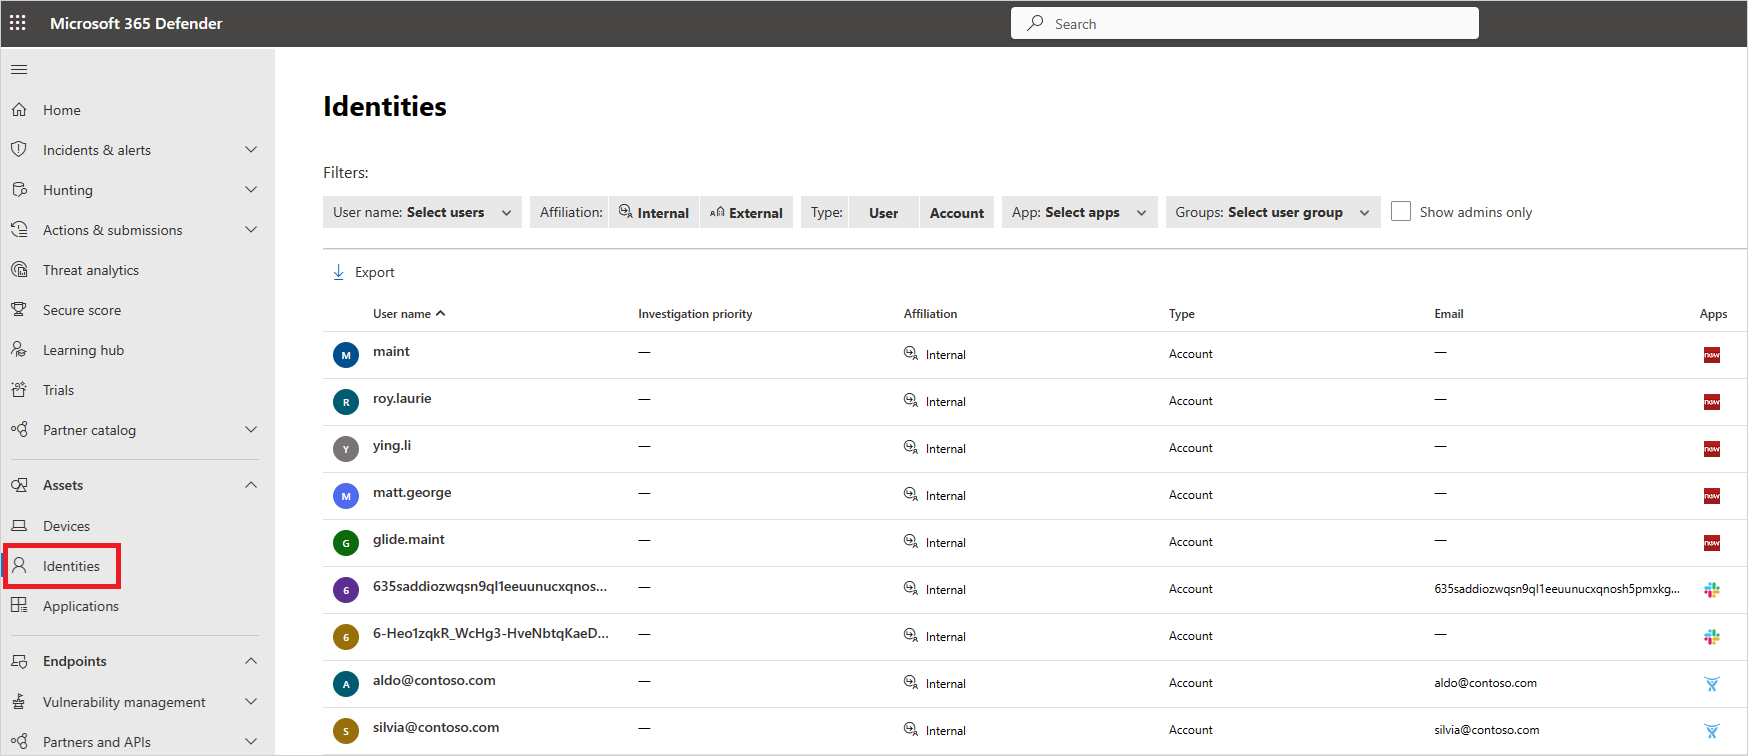 Microsoft 365 Defender
Search
Home
Incidents & alerts
Hunting
Actions & submissions
Threat analytics
Secure score
Learning hub
Trials
Partner catalog
Assets
Devices
Identities
Applications
Endpoints
Vulnerability management
Partners and APIs
Identities
Filters:
User name: Select users Affiliation: Internal External Type: User Account App: Select apps Groups: Select user group Show admins only
Export
User name Investigation priority Affiliation Type Email Apps
M maint — Internal Account — now
R roy.laurie — Internal Account — now
Y ying.li — Internal Account — now
M matt.george — Internal Account — now
G glide.maint — Internal Account — now
6 635saddiozwqsn9ql1eeuunucxqnos... — Internal Account 635saddiozwqsn9ql1eeuunucxqnosh5pmxkg...
6 6-Heo1zqkR_WcHg3-HveNbtqKaeD... — Internal Account —
A aldo@contoso.com — Internal Account aldo@contoso.com
S silvia@contoso.com — Internal Account silvia@contoso.com